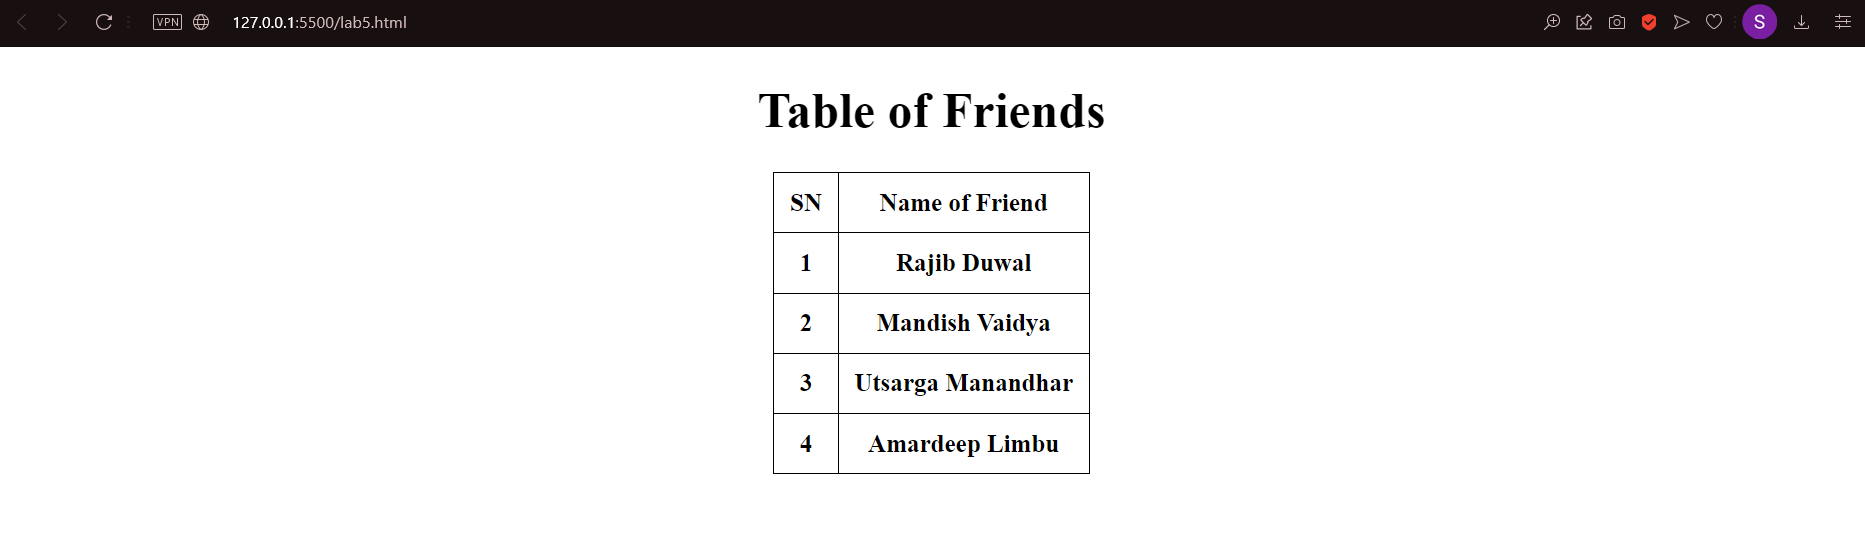 VPN 127.0.0.1:5500/lab5.html S
Table of Friends
SN Name of Friend
1 Rajib Duwal
2 Mandish Vaidya
3 Utsarga Manandhar
4 Amardeep Limbu